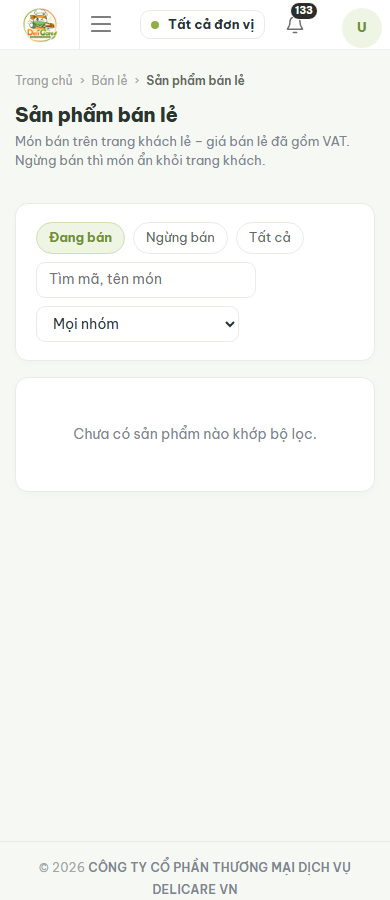 Tất cả đơn vị
133
U
Trang chủ › Bán lẻ › Sản phẩm bán lẻ
Sản phẩm bán lẻ
Món bán trên trang khách lẻ – giá bán lẻ đã gồm VAT.
Ngừng bán thì món ẩn khỏi trang khách.
Đang bán
Ngừng bán
Tất cả
Tìm mã, tên món
Mọi nhóm
Chưa có sản phẩm nào khớp bộ lọc.
© 2026 CÔNG TY CỔ PHẦN THƯƠNG MẠI DỊCH VỤ
DELICARE VN